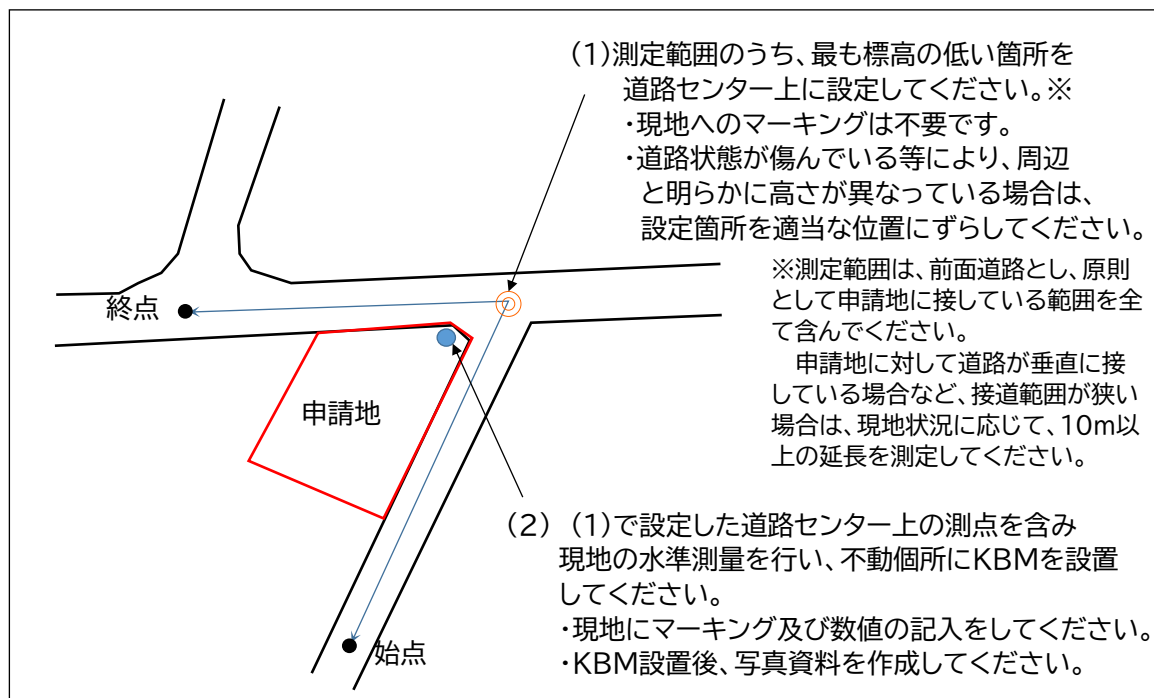 (1)測定範囲のうち、最も標高の低い箇所を
道路センター上に設定してください。※
・現地へのマーキングは不要です。
・道路状態が傷んでいる等により、周辺
と明らかに高さが異なっている場合は、
設定箇所を適当な位置にずらしてください。
※測定範囲は、前面道路とし、原則
として申請地に接している範囲を全
て含んでください。
申請地に対して道路が垂直に接
している場合など、接道範囲が狭い
場合は、現地状況に応じて、10m以
上の延長を測定してください。
終点
申請地
(2) (1)で設定した道路センター上の測点を含み
現地の水準測量を行い、不動個所にKBMを設置
してください。
・現地にマーキング及び数値の記入をしてください。
・KBM設置後、写真資料を作成してください。
始点